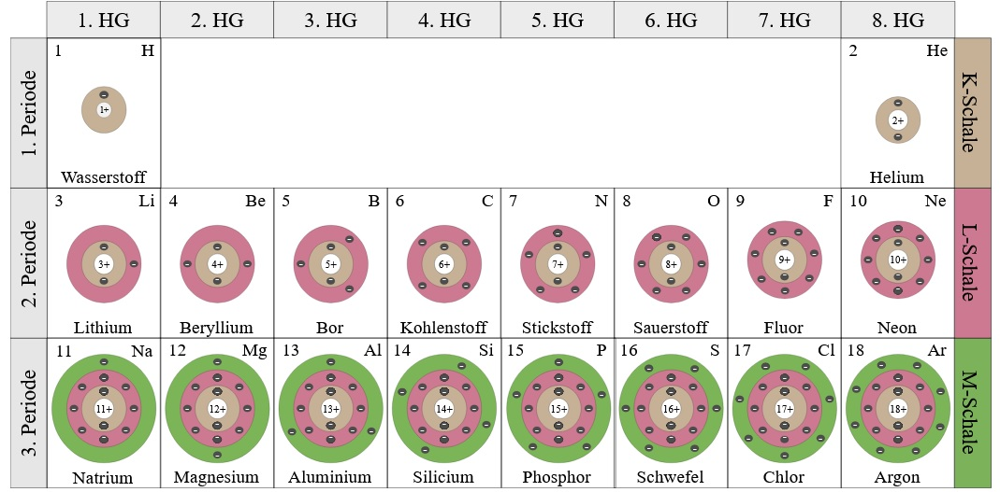 1. HG 2. HG 3. HG 4. HG 5. HG 6. HG 7. HG 8. HG
1. Periode
1 H
1+
Wasserstoff
2 He
2+
Helium
K-Schale
2. Periode
3 Li
3+
Lithium
4 Be
4+
Beryllium
5 B
5+
Bor
6 C
6+
Kohlenstoff
7 N
7+
Stickstoff
8 O
8+
Sauerstoff
9 F
9+
Fluor
10 Ne
10+
Neon
L-Schale
3. Periode
11 Na
11+
Natrium
12 Mg
12+
Magnesium
13 Al
13+
Aluminium
14 Si
14+
Silicium
15 P
15+
Phosphor
16 S
16+
Schwefel
17 Cl
17+
Chlor
18 Ar
18+
Argon
M-Schale